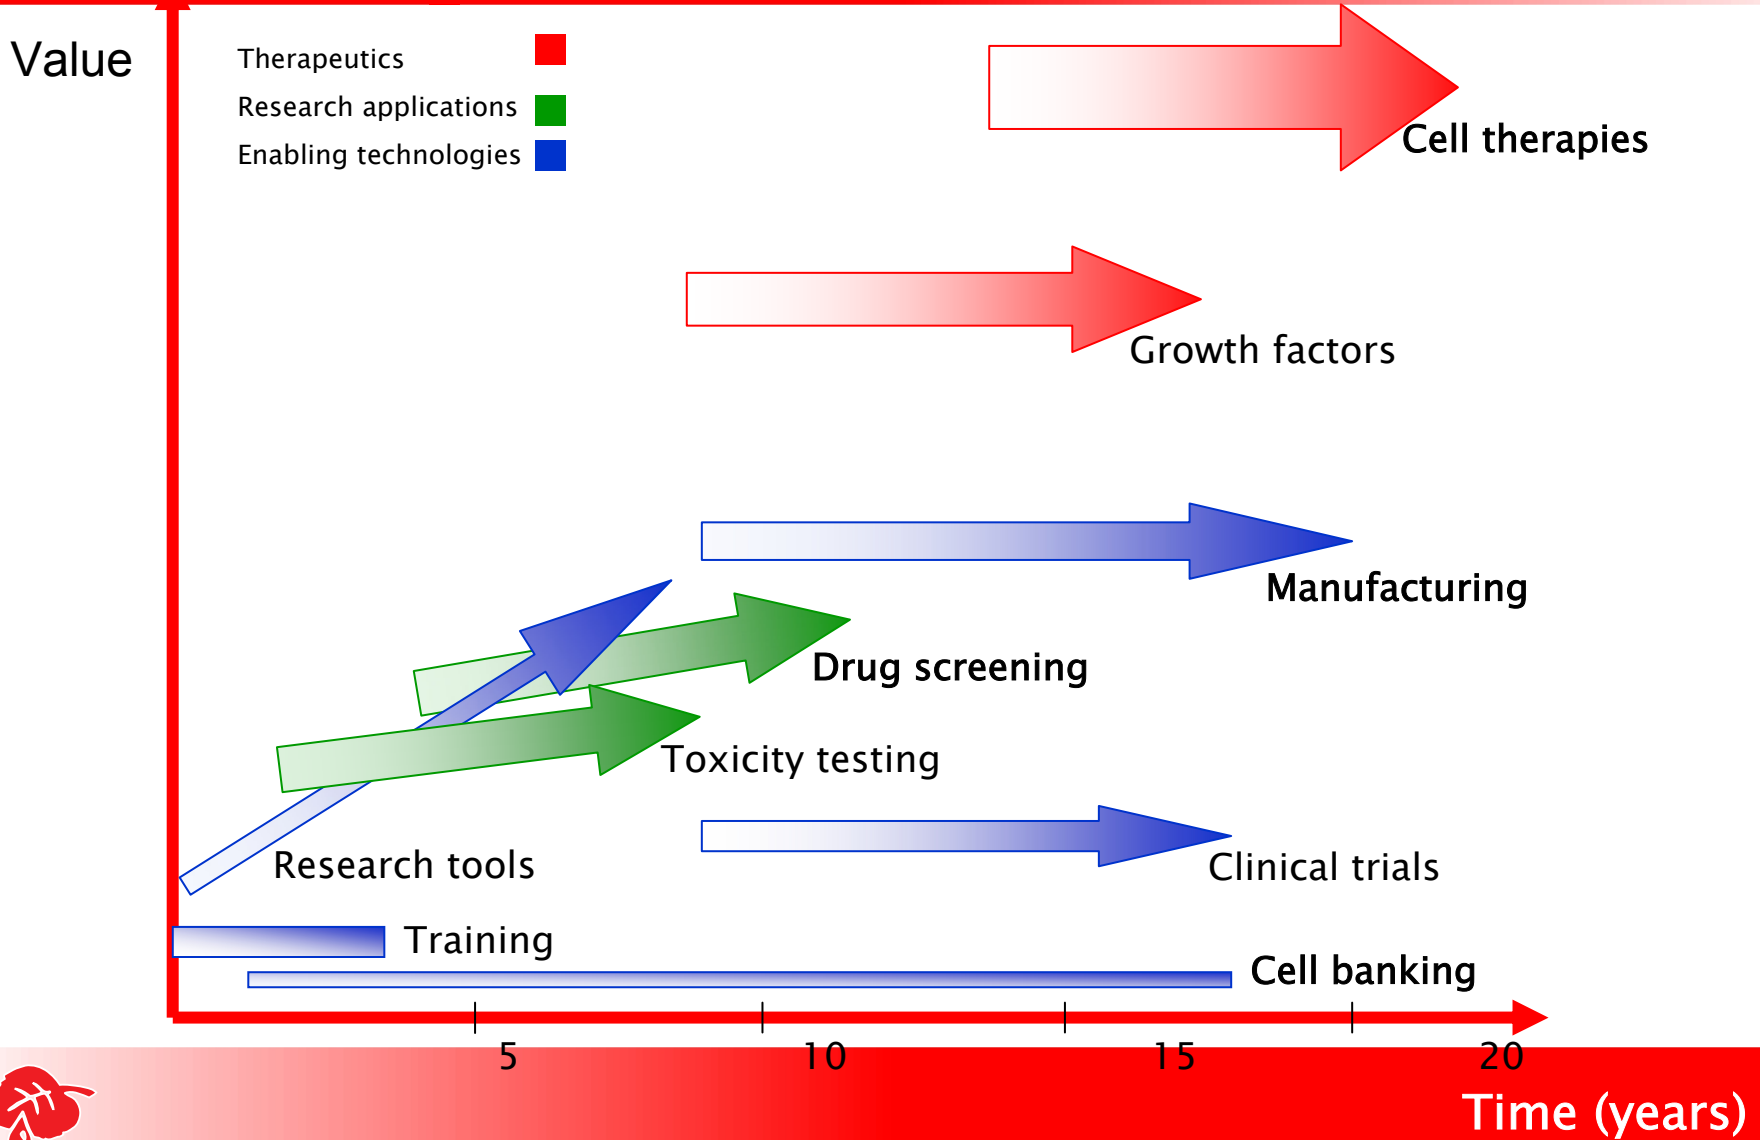 Value
Therapeutics
Research applications
Enabling technologies
Cell therapies
Growth factors
Manufacturing
Drug screening
Toxicity testing
Research tools
Clinical trials
Training
Cell banking
5 10 15 20
Time (years)